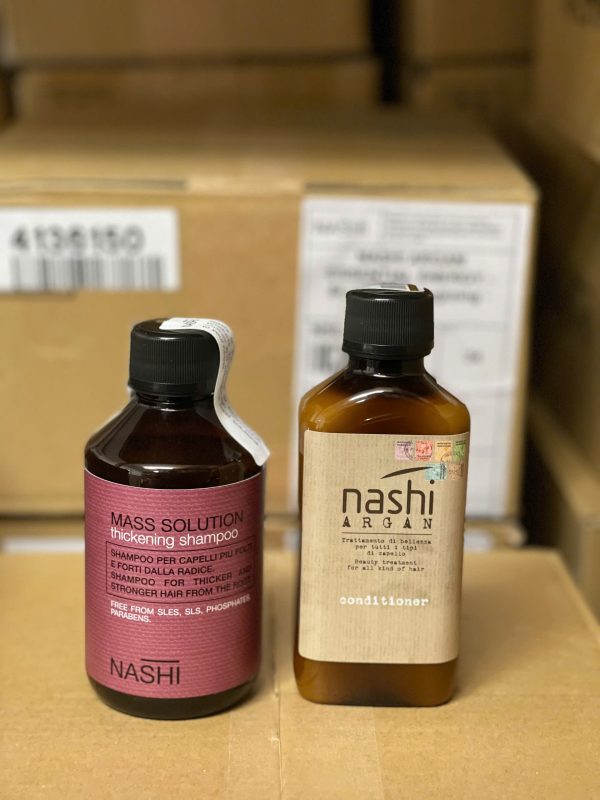 4136150
MASS SOLUTION
thickening shampoo
SHAMPOO PER CAPELLI PIÙ FOLTI
E FORTI DALLA RADICE.
SHAMPOO FOR THICKER AND
STRONGER HAIR FROM THE ROOT.
FREE FROM SLES, SLS, PHOSPHATES,
PARABENS.
NASHI
nashi
ARGAN
Trattamento di bellezza
per tutti i tipi
di capello
Beauty treatment
for all kind of hair
conditioner